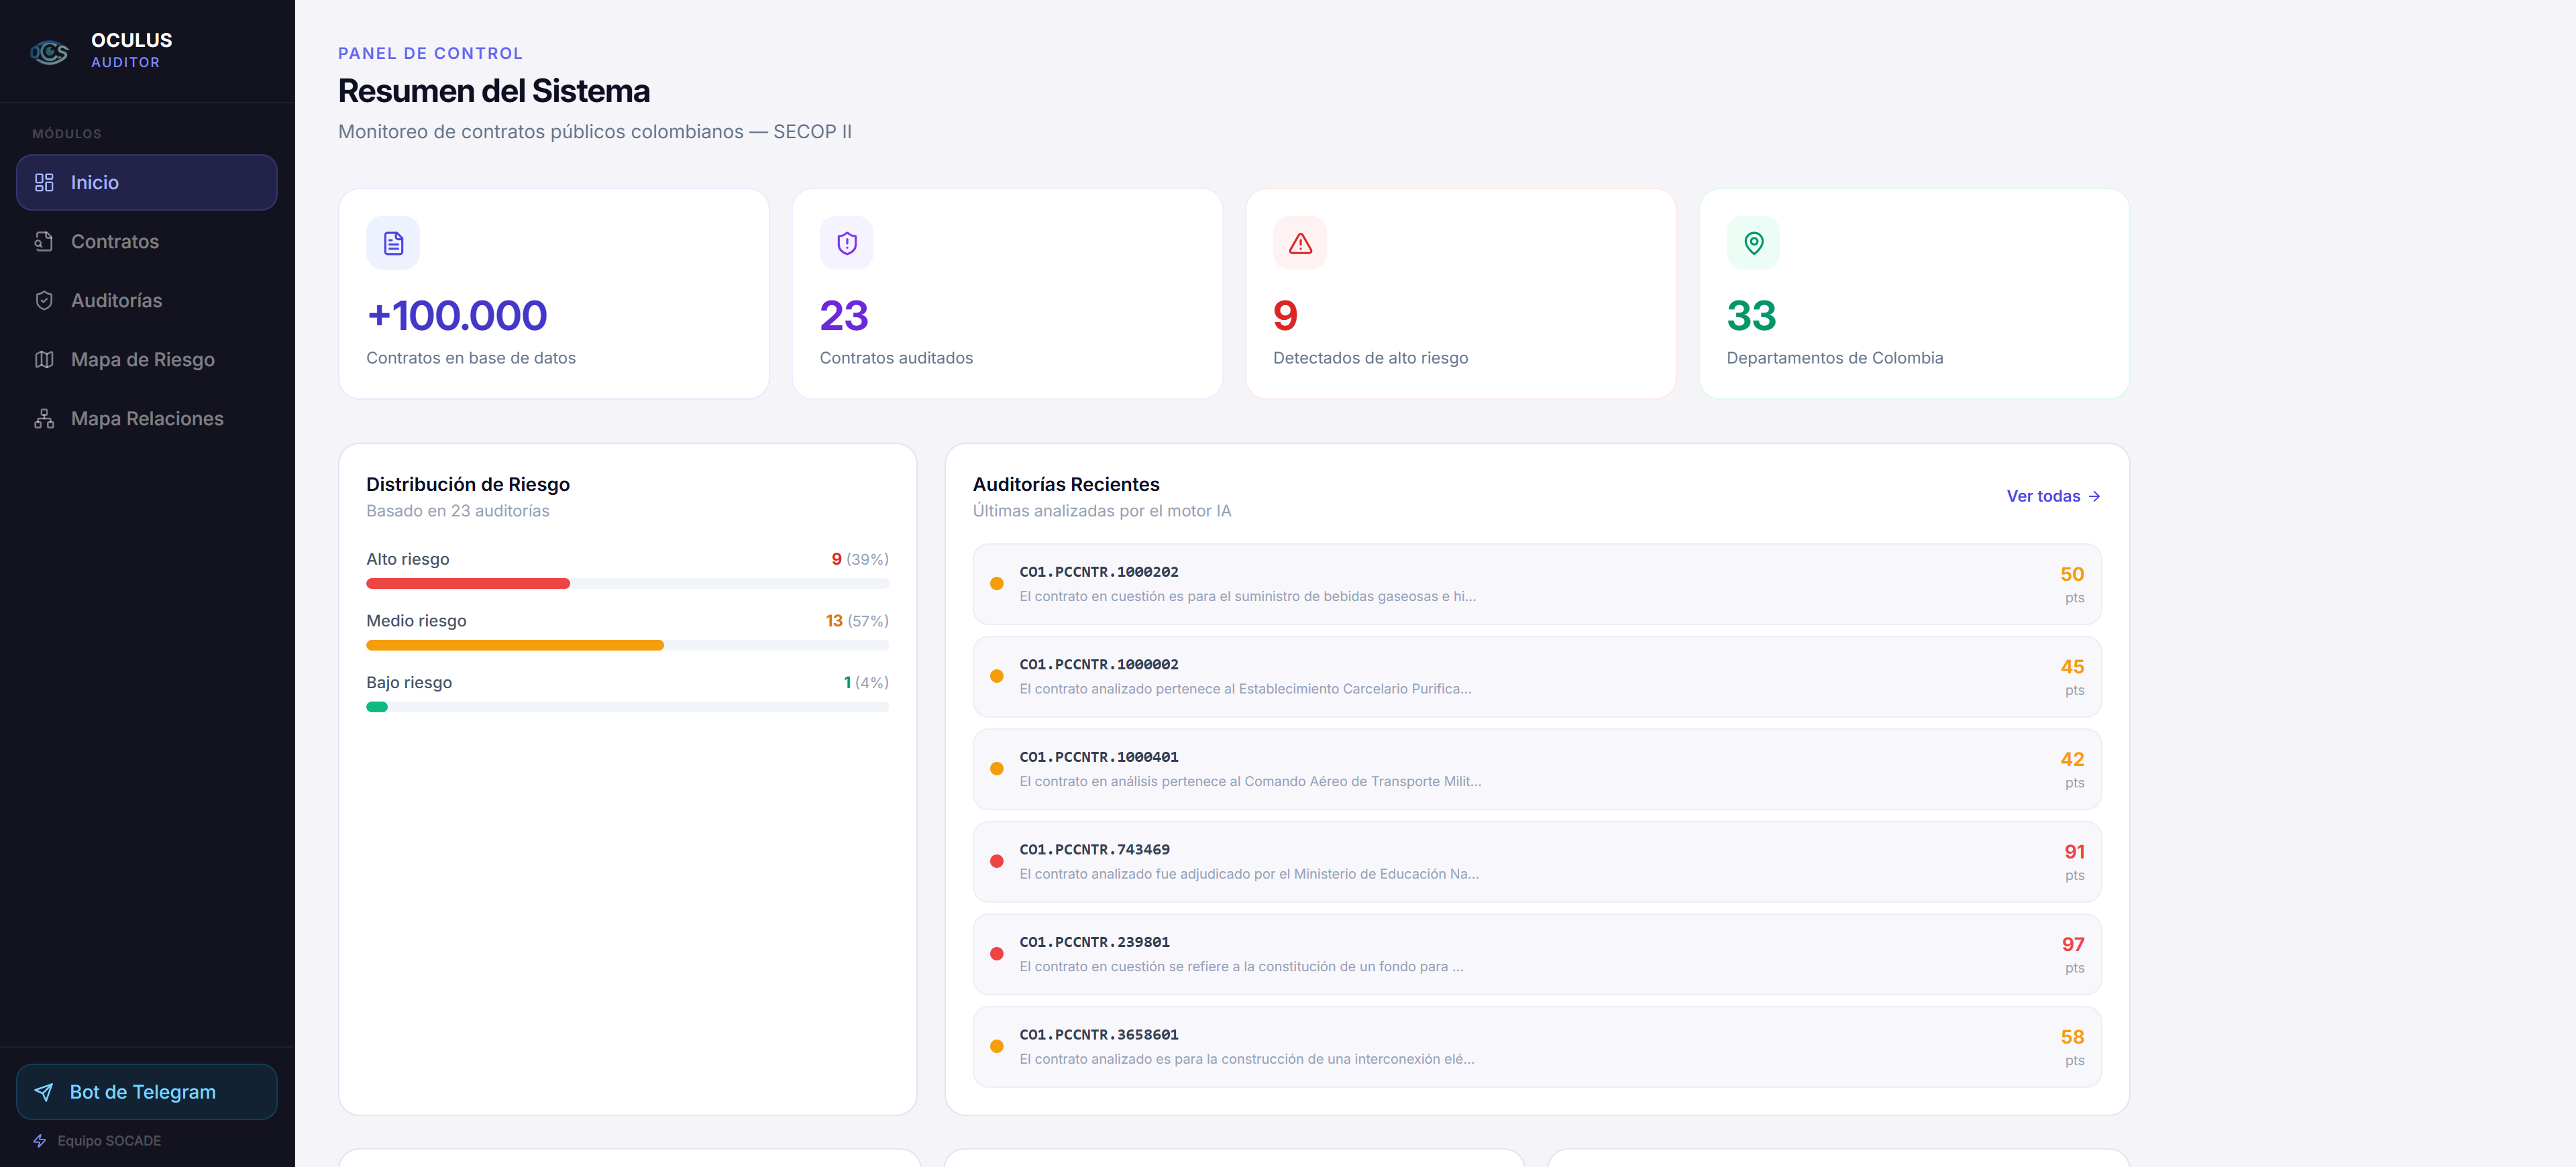 OCS
OCULUS
AUDITOR
MÓDULOS
Inicio
Contratos
Auditorías
Mapa de Riesgo
Mapa Relaciones
Bot de Telegram
Equipo SOCADE
PANEL DE CONTROL
Resumen del Sistema
Monitoreo de contratos públicos colombianos — SECOP II
+100.000
Contratos en base de datos
23
Contratos auditados
9
Detectados de alto riesgo
33
Departamentos de Colombia
Distribución de Riesgo
Basado en 23 auditorías
Alto riesgo 9 (39%)
Medio riesgo 13 (57%)
Bajo riesgo 1 (4%)
Auditorías Recientes
Últimas analizadas por el motor IA
Ver todas →
CO1.PCCNTR.1000202
El contrato en cuestión es para el suministro de bebidas gaseosas e hi...
50
pts
CO1.PCCNTR.1000002
El contrato analizado pertenece al Establecimiento Carcelario Purifica...
45
pts
CO1.PCCNTR.1000401
El contrato en análisis pertenece al Comando Aéreo de Transporte Milit...
42
pts
CO1.PCCNTR.743469
El contrato analizado fue adjudicado por el Ministerio de Educación Na...
91
pts
CO1.PCCNTR.239801
El contrato en cuestión se refiere a la constitución de un fondo para ...
97
pts
CO1.PCCNTR.3658601
El contrato analizado es para la construcción de una interconexión elé...
58
pts